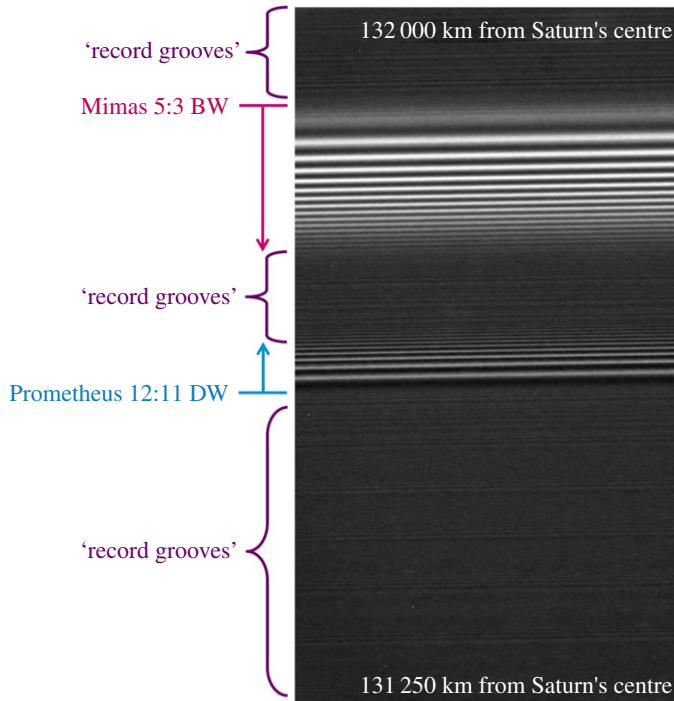 132 000 km from Saturn's centre
‘record grooves’
Mimas 5:3 BW
‘record grooves’
Prometheus 12:11 DW
‘record grooves’
131 250 km from Saturn's centre